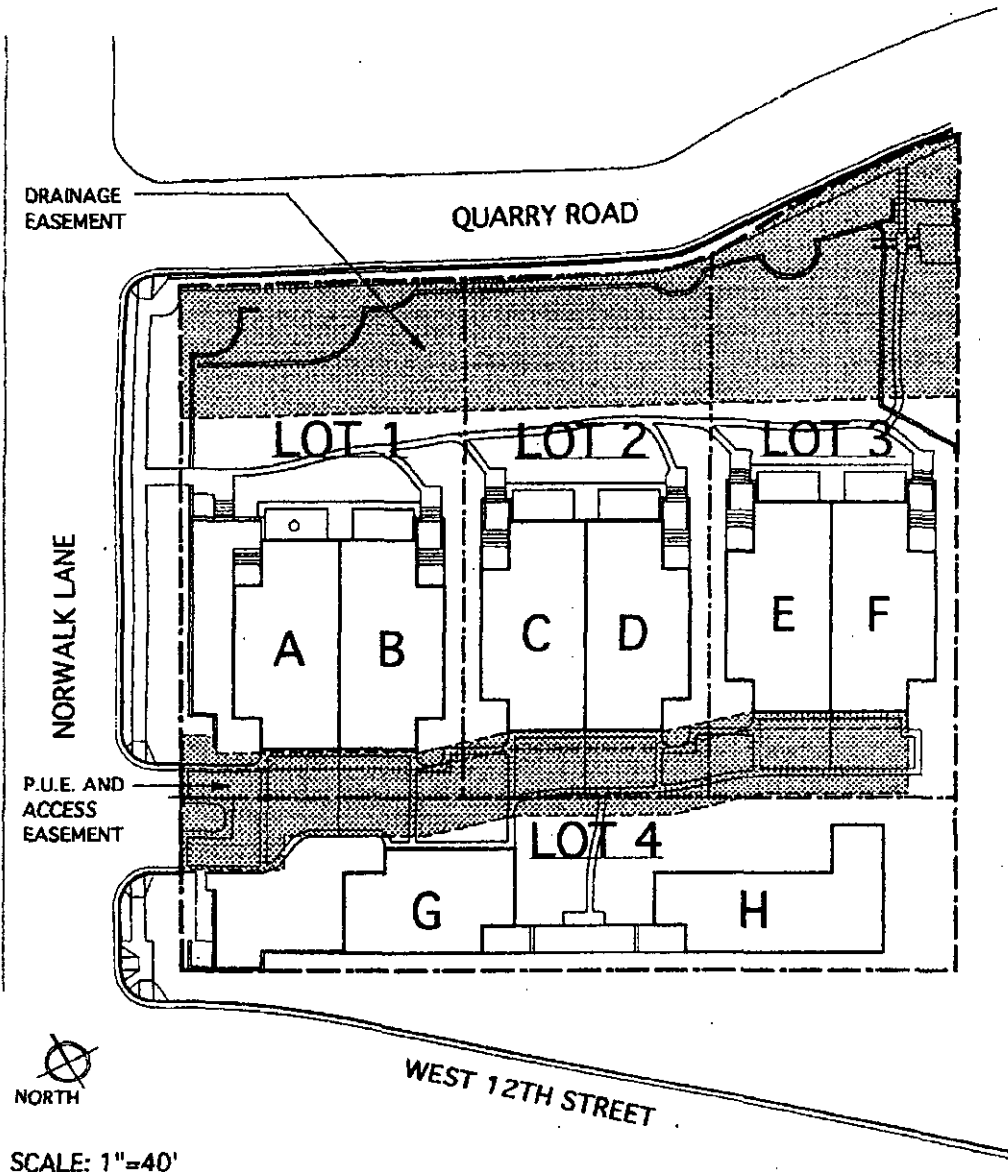 DRAINAGE
EASEMENT
QUARRY ROAD
LOT 1
LOT 2
LOT 3
NORWALK LANE
A
B
C
D
E
F
P.U.E. AND
ACCESS
EASEMENT
LOT 4
G
H
NORTH
WEST 12TH STREET
SCALE: 1"=40'